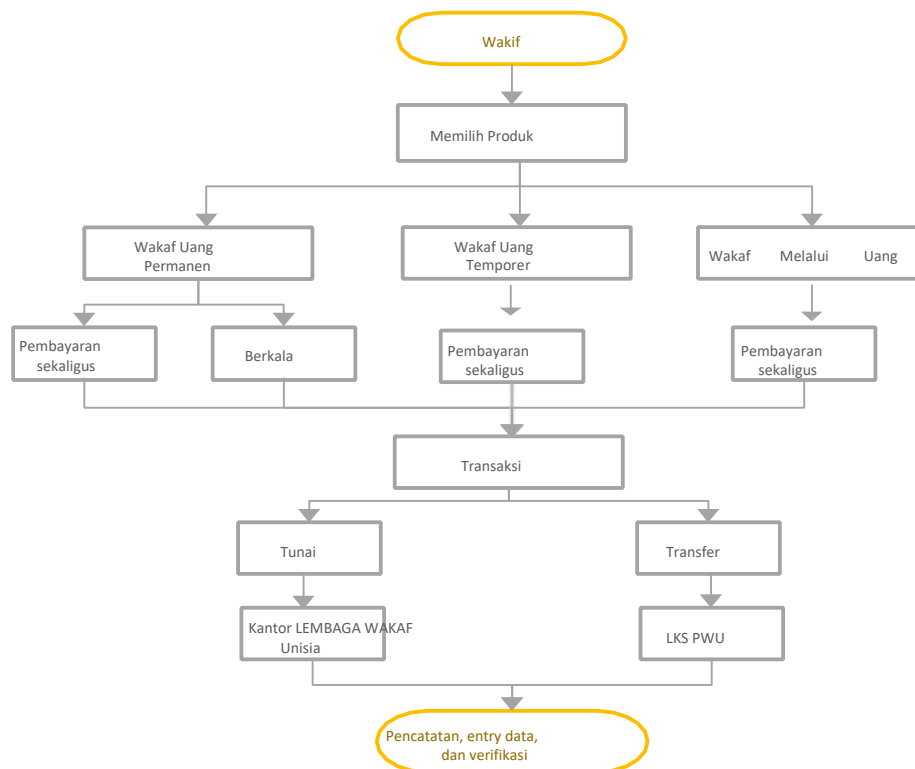 Wakif
Memilih Produk
Wakaf Uang
Permanen
Wakaf Uang
Temporer
Wakaf Melalui Uang
Pembayaran
sekaligus
Berkala
Pembayaran
sekaligus
Pembayaran
sekaligus
Transaksi
Tunai
Transfer
Kantor LEMBAGA WAKAF
Unisia
LKS PWU
Pencatatan, entry data,
dan verifikasi